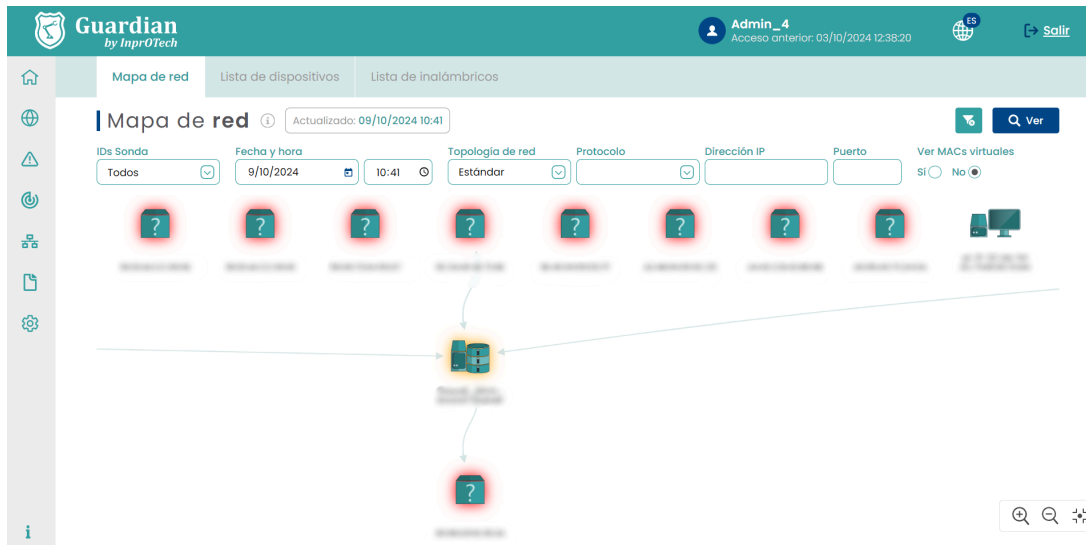 Guardian
by InprOTech
Admin_4
Acceso anterior: 03/10/2024 12:38:20
ES
Salir
Mapa de red
Lista de dispositivos
Lista de inalámbricos
Mapa de red
i
Actualizado: 09/10/2024 10:41
Ver
IDs Sonda
Fecha y hora
Topología de red
Protocolo
Dirección IP
Puerto
Ver MACs virtuales
Todos
9/10/2024
10:41
Estándar
Sí
No
? ? ? ? ? ? ? ?
?
i